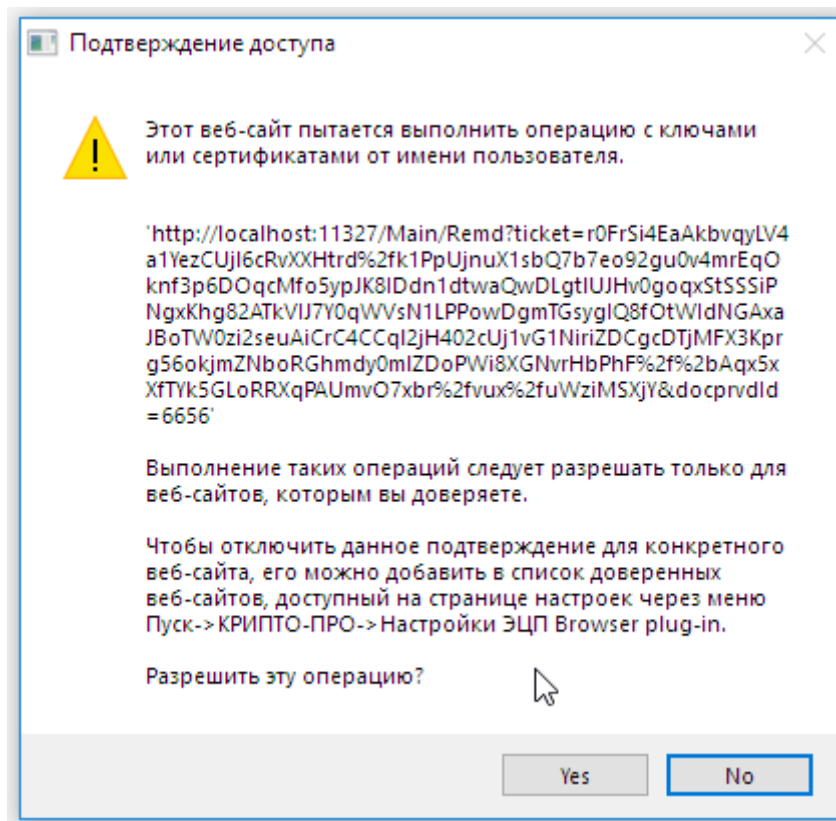 Подтверждение доступа
Этот веб-сайт пытается выполнить операцию с ключами
или сертификатами от имени пользователя.
'http://localhost:11327/Main/Remd?ticket=r0FrSi4EaAkbvqyLV4
a1YezCUjI6cRvXXHtrd%2fk1PpUjnuX1sbQ7b7eo92gu0v4mrEqO
knf3p6DOqcMfo5ypJK8IDdn1dtwaQwDLgtIUJHv0goqxStSSSiP
NgxKhg82ATkVIJ7Y0qWVsN1LPPowDgmTGsygIQ8fOtWIdNGAxa
JBoTW0zi2seuAiCrC4CCqI2jH402cUj1vG1NiriZDCgcDTjMFX3Kpr
g56okjmZNboRGhmdy0mIZDoPWi8XGNvrHbPhF%2f%2bAqx5x
XfTYk5GLoRRXqPAUmvO7xbr%2fvux%2fuWziMSXjY&docprvdId
=6656'
Выполнение таких операций следует разрешать только для
веб-сайтов, которым вы доверяете.
Чтобы отключить данное подтверждение для конкретного
веб-сайта, его можно добавить в список доверенных
веб-сайтов, доступный на странице настроек через меню
Пуск->КРИПТО-ПРО->Настройки ЭЦП Browser plug-in.
Разрешить эту операцию?
Yes
No